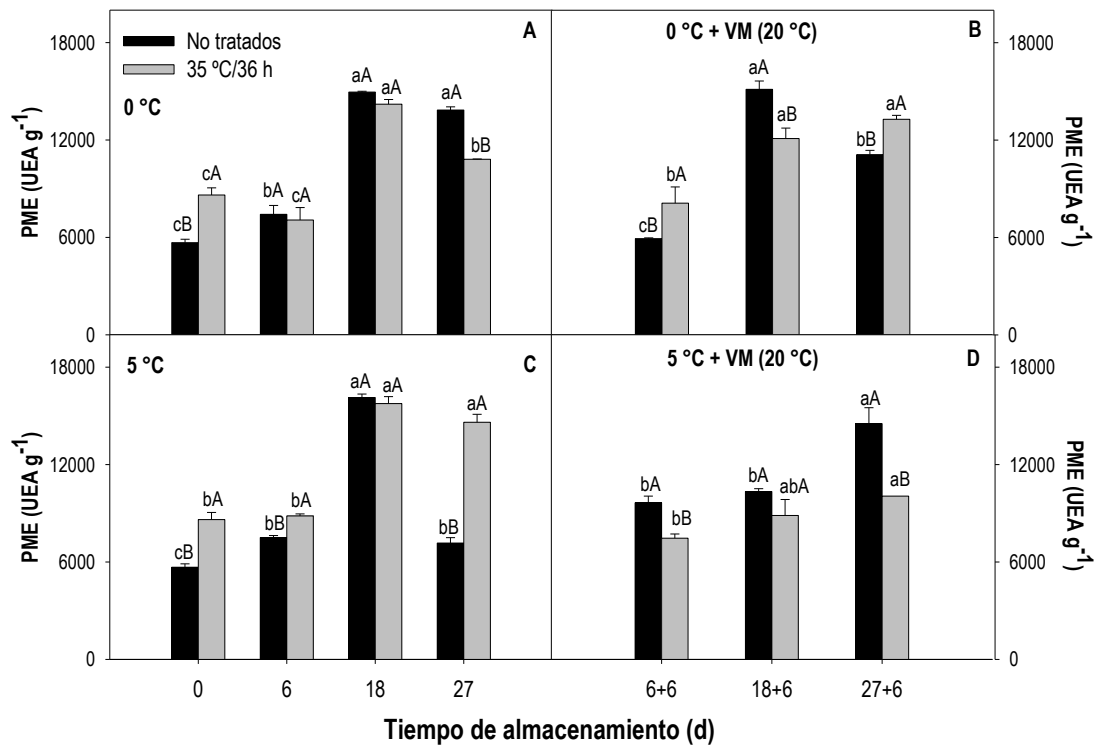 A
No tratados
35 ºC/36 h
0 °C
18000
12000
6000
0
PME (UEA g-1)
cB cA bA cA aA aA aA bB
0 °C + VM (20 °C)
B
18000
12000
6000
0
PME (UEA g-1)
cB bA aA aB bB aA
5 °C
C
18000
12000
6000
0
PME (UEA g-1)
cB bA bB bA aA aA bB aA
0 6 18 27
5 °C + VM (20 °C)
D
18000
12000
6000
0
PME (UEA g-1)
bA bB bA abA aA aB
6+6 18+6 27+6
Tiempo de almacenamiento (d)